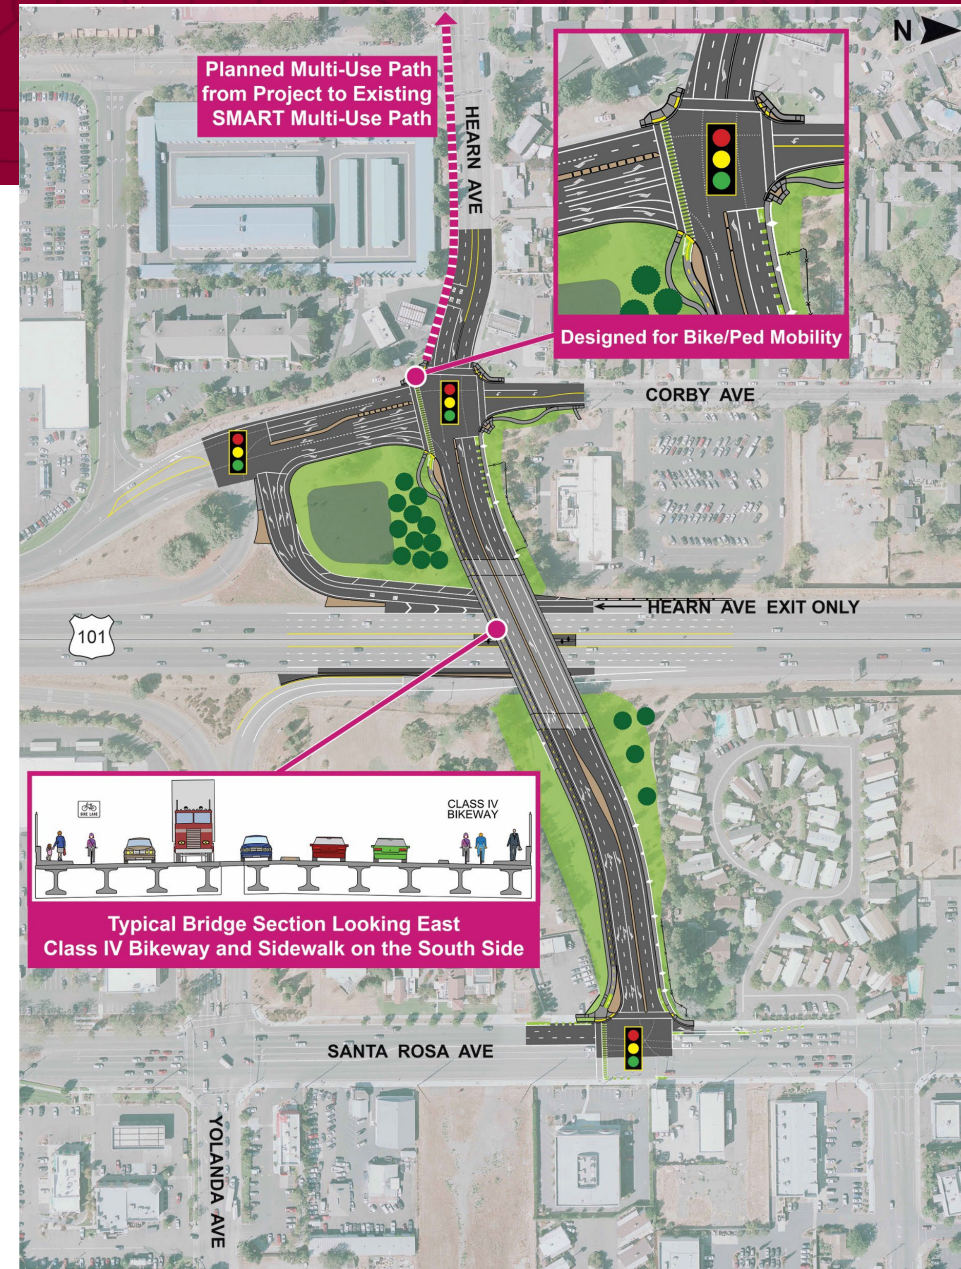 N
Planned Multi-Use Path
from Project to Existing
SMART Multi-Use Path
HEARN AVE
Designed for Bike/Ped Mobility
CORBY AVE
HEARN AVE EXIT ONLY
101
BIKE LANE
CLASS IV
BIKEWAY
Typical Bridge Section Looking East
Class IV Bikeway and Sidewalk on the South Side
SANTA ROSA AVE
YOLANDA AVE